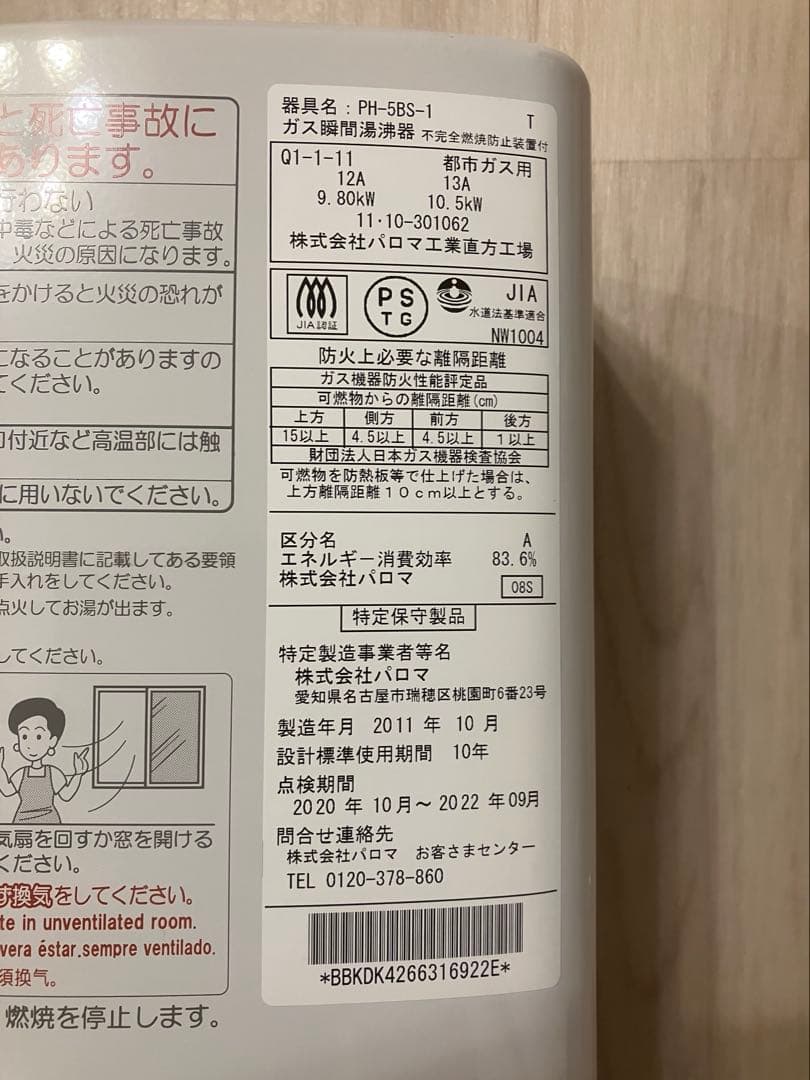 と死亡事故に
あります。
行わない
中毒などによる死亡事故
火災の原因になります。
をかけると火災の恐れが
になることがありますの
てください。
付近など高温部には触
に用いないでください。
い。
取扱説明書に記載してある要領
手入れをしてください。
点火してお湯が出ます。
してください。
気扇を回すか窓を開ける
ください。
ず換気をしてください。
te in unventilated room.
vera éstar.sempre ventilado.
須换气。
燃焼を停止します。
器具名：PH-5BS-1 T
ガス瞬間湯沸器 不完全燃焼防止装置付
Q1-1-11 都市ガス用
12A 13A
9.80kW 10.5kW
11・10-301062
株式会社パロマ工業直方工場
JIA認証
PS
TG
JIA
水道法基準適合
NW1004
防火上必要な離隔距離
ガス機器防火性能評定品
可燃物からの離隔距離(cm)
上方 側方 前方 後方
15以上 4.5以上 4.5以上 1以上
財団法人日本ガス機器検査協会
可燃物を防熱板等で仕上げた場合は、
上方離隔距離１０ｃｍ以上とする。
区分名 A
エネルギー消費効率 83.6%
株式会社パロマ 08S
特定保守製品
特定製造事業者等名
株式会社パロマ
愛知県名古屋市瑞穂区桃園町6番23号
製造年月 2011 年 10 月
設計標準使用期間 10年
点検期間
2020 年 10月～ 2022 年 09月
問合せ連絡先
株式会社パロマ お客さまセンター
TEL 0120-378-860
*BBKDK4266316922E*